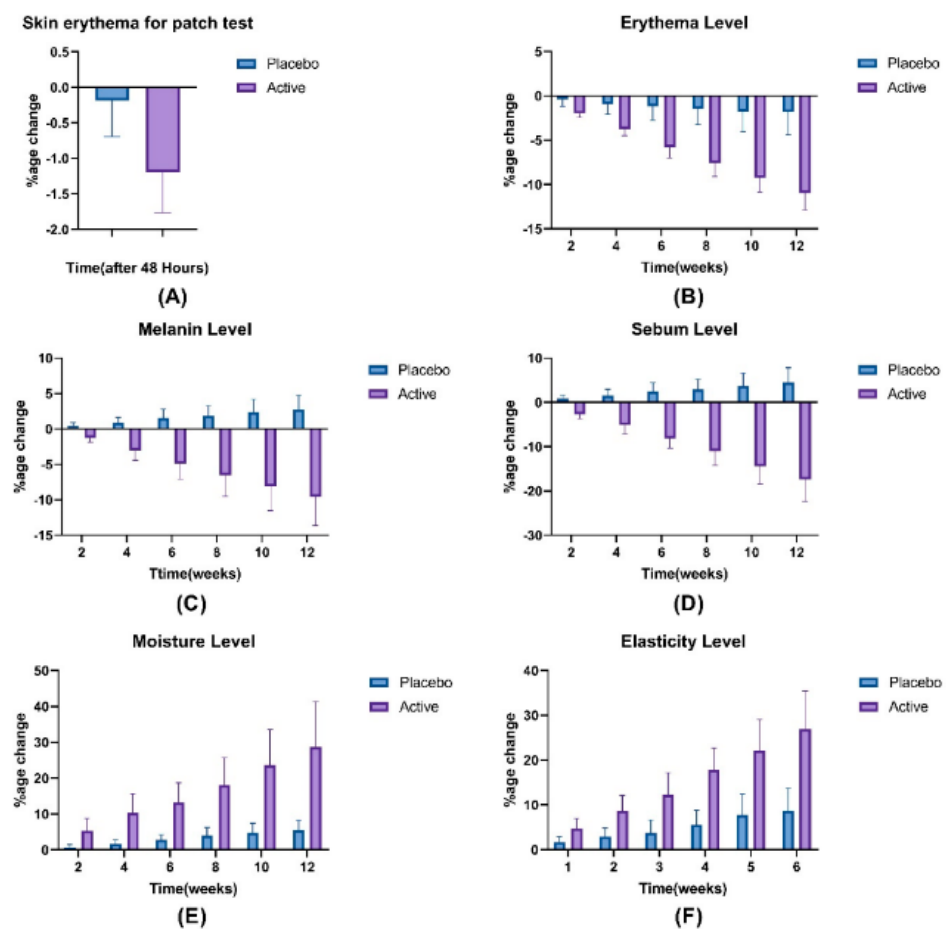 Skin erythema for patch test
%age change
0.5
0.0
-0.5
-1.0
-1.5
-2.0
Placebo
Active
Time(after 48 Hours)
(A)
Erythema Level
%age change
5
0
-5
-10
-15
Placebo
Active
2 4 6 8 10 12
Time(weeks)
(B)
Melanin Level
%age change
10
5
0
-5
-10
-15
Placebo
Active
2 4 6 8 10 12
Ttime(weeks)
(C)
Sebum Level
%age change
10
0
-10
-20
-30
Placebo
Active
2 4 6 8 10 12
Time(weeks)
(D)
Moisture Level
%age change
50
40
30
20
10
0
Placebo
Active
2 4 6 8 10 12
Time(weeks)
(E)
Elasticity Level
%age change
40
30
20
10
0
Placebo
Active
1 2 3 4 5 6
Time(weeks)
(F)